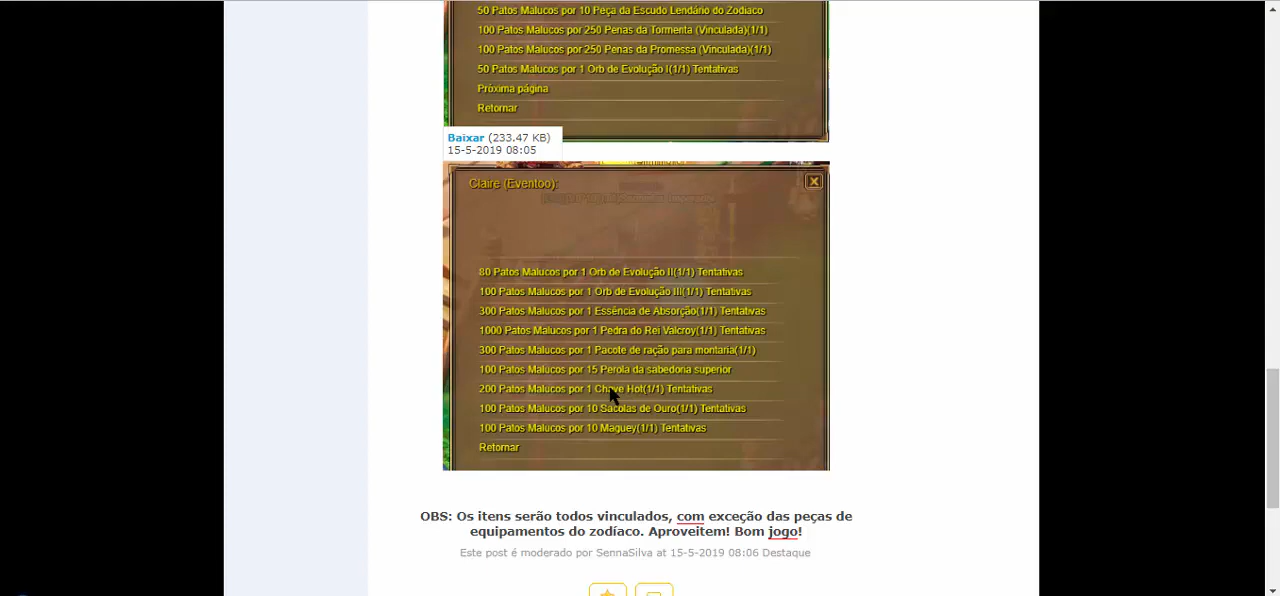 50 Patos Malucos por 10 Peça da Escudo Lendário do Zodíaco
100 Patos Malucos por 250 Penas da Tormenta (Vinculada)(1/1)
100 Patos Malucos por 250 Penas da Promessa (Vinculada)(1/1)
50 Patos Malucos por 1 Orb de Evolução I(1/1) Tentativas
Próxima página
Retornar
Baixar (233.47 KB)
15-5-2019 08:05
Claire (Eventoo):
80 Patos Malucos por 1 Orb de Evolução II(1/1) Tentativas
100 Patos Malucos por 1 Orb de Evolução III(1/1) Tentativas
300 Patos Malucos por 1 Essência de Absorção(1/1) Tentativas
1000 Patos Malucos por 1 Pedra do Rei Valcroy(1/1) Tentativas
300 Patos Malucos por 1 Pacote de ração para montaria(1/1)
100 Patos Malucos por 15 Perola da sabedoria superior
200 Patos Malucos por 1 Chave Hot(1/1) Tentativas
100 Patos Malucos por 10 Sacolas de Ouro(1/1) Tentativas
100 Patos Malucos por 10 Maguey(1/1) Tentativas
Retornar
OBS: Os itens serão todos vinculados, com exceção das peças de
equipamentos do zodíaco. Aproveitem! Bom jogo!
Este post é moderado por SennaSilva at 15-5-2019 08:06 Destaque